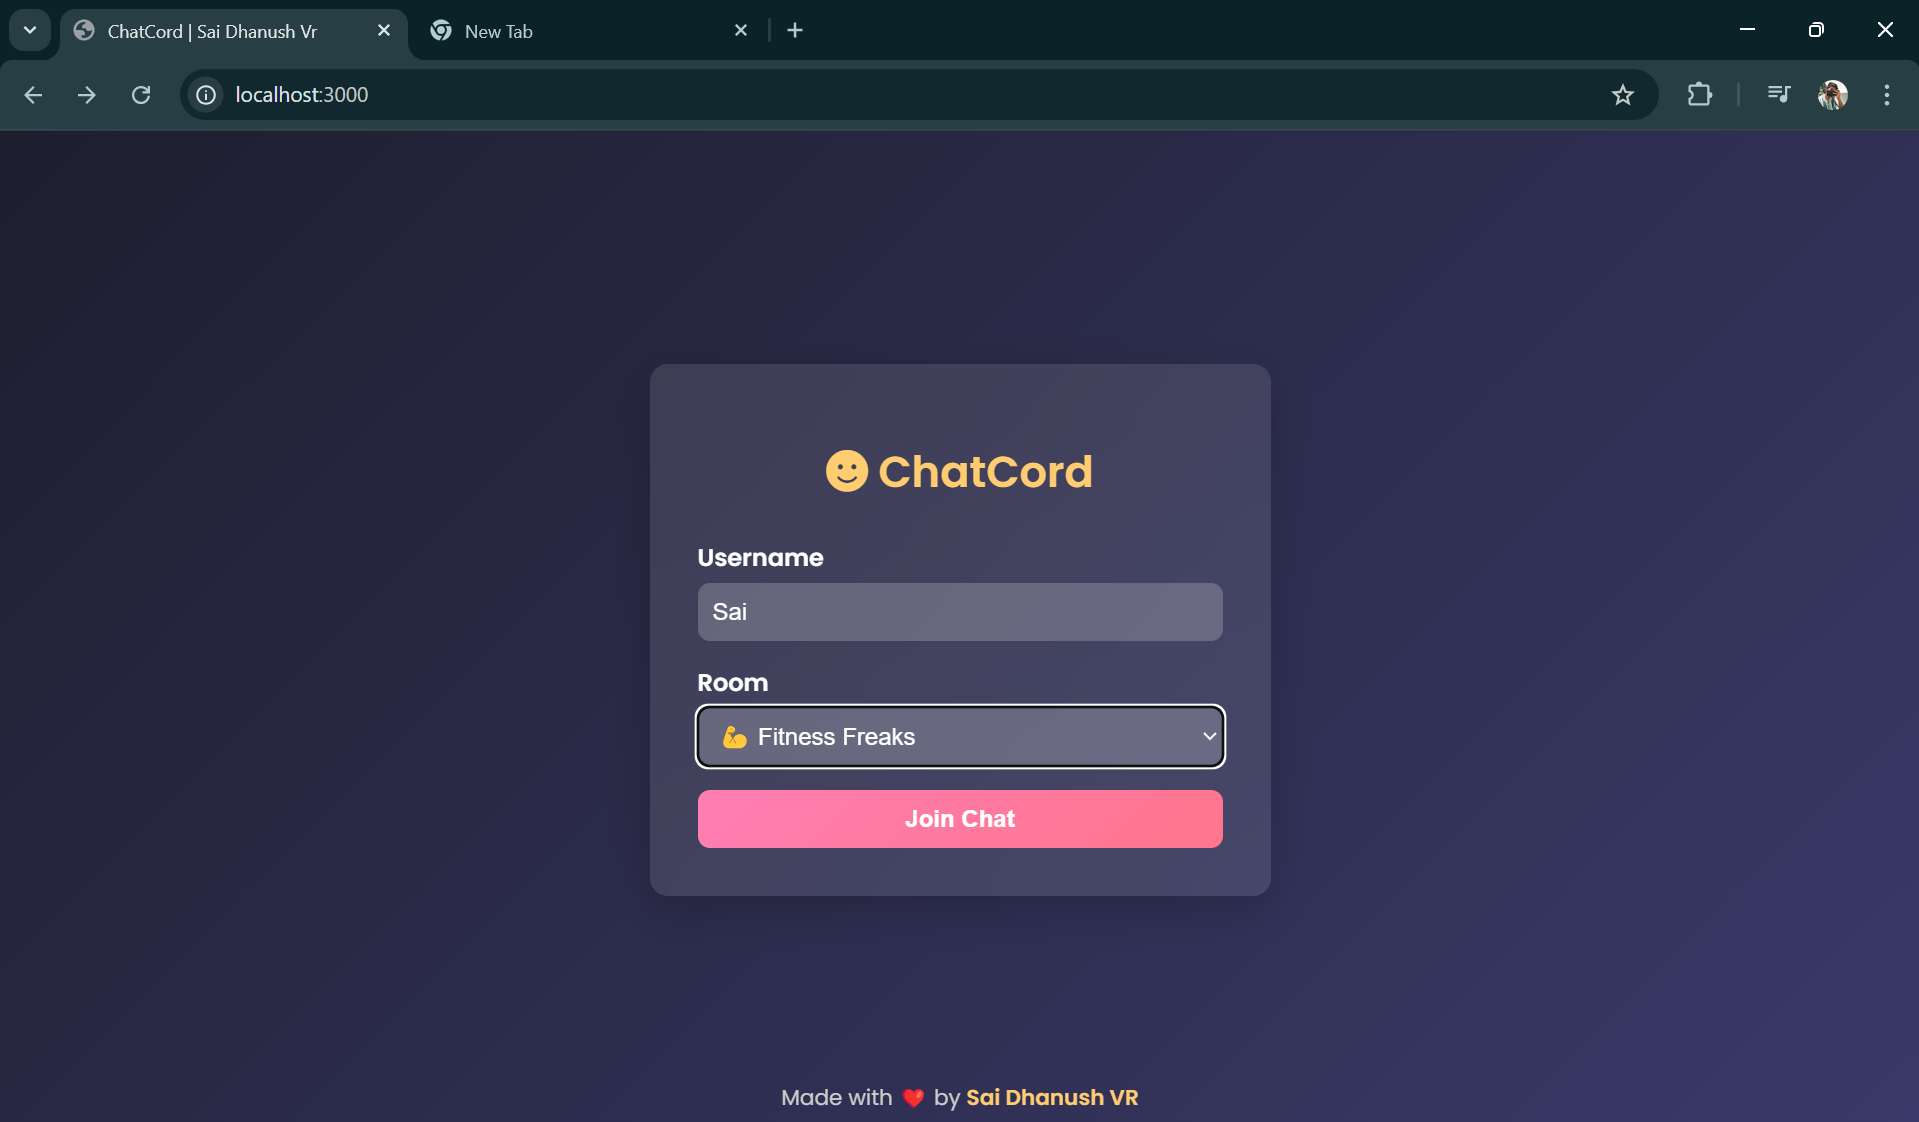 ChatCord | Sai Dhanush Vr
New Tab
localhost:3000
ChatCord
Username
Sai
Room
💪 Fitness Freaks
Join Chat
Made with ❤️ by Sai Dhanush VR